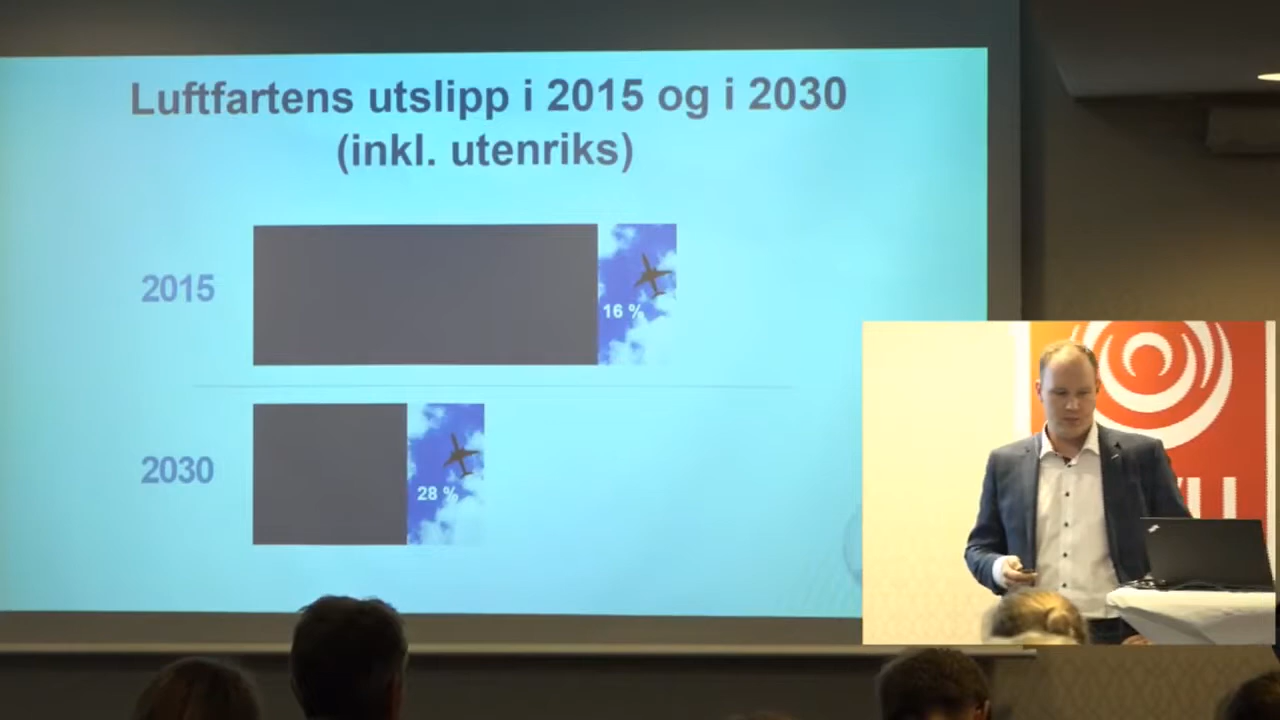 Luftfartens utslipp i 2015 og i 2030
(inkl. utenriks)
2015
16 %
2030
28 %